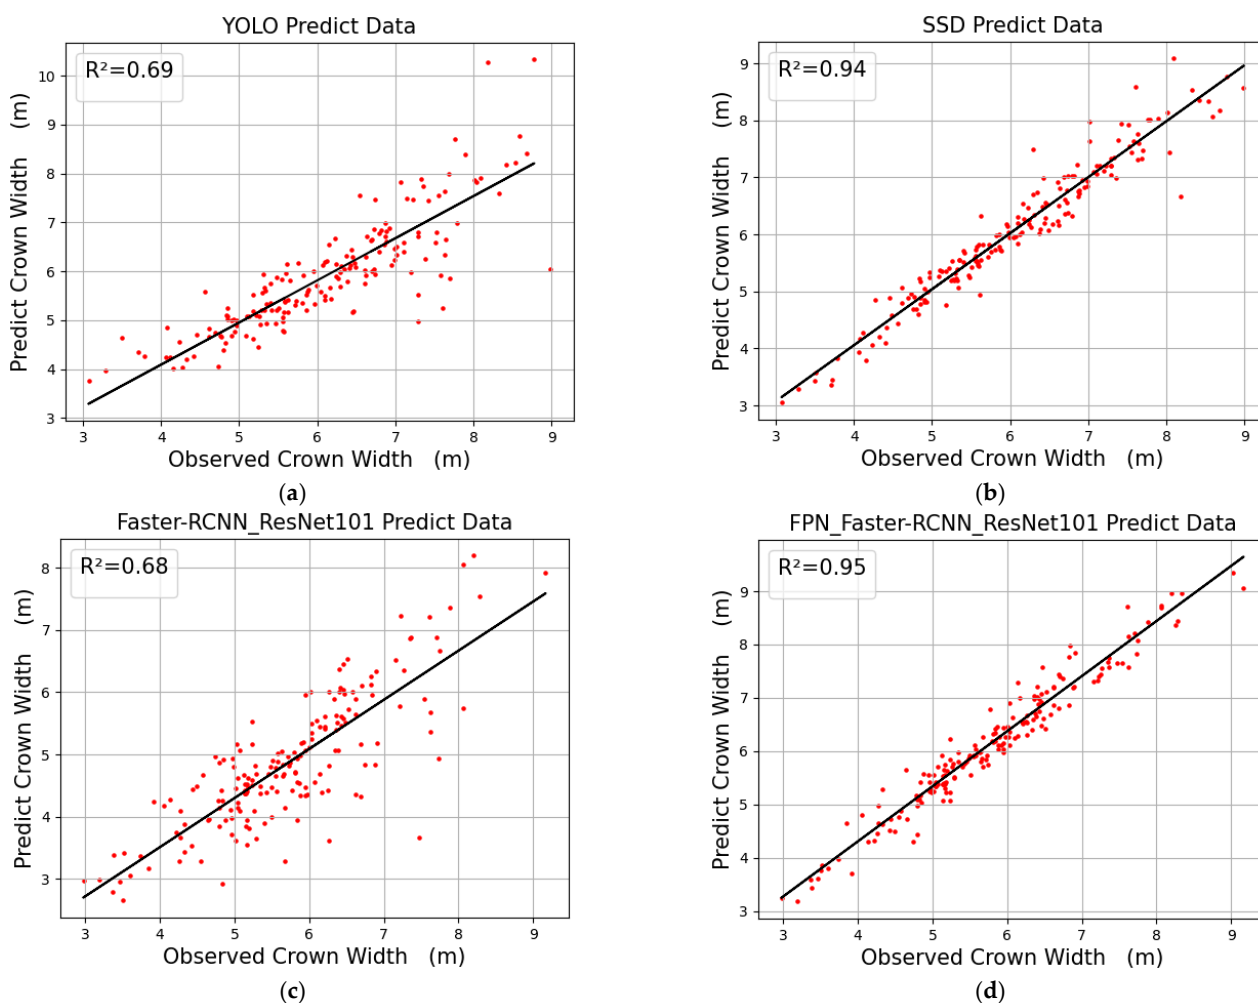 YOLO Predict Data
R²=0.69
10
9
8
7
6
5
4
3
Predict Crown Width (m)
3 4 5 6 7 8 9
Observed Crown Width (m)
(a)
SSD Predict Data
R²=0.94
9
8
7
6
5
4
3
Predict Crown Width (m)
3 4 5 6 7 8 9
Observed Crown Width (m)
(b)
Faster-RCNN_ResNet101 Predict Data
R²=0.68
8
7
6
5
4
3
Predict Crown Width (m)
3 4 5 6 7 8 9
Observed Crown Width (m)
(c)
FPN_Faster-RCNN_ResNet101 Predict Data
R²=0.95
9
8
7
6
5
4
3
Predict Crown Width (m)
3 4 5 6 7 8 9
Observed Crown Width (m)
(d)